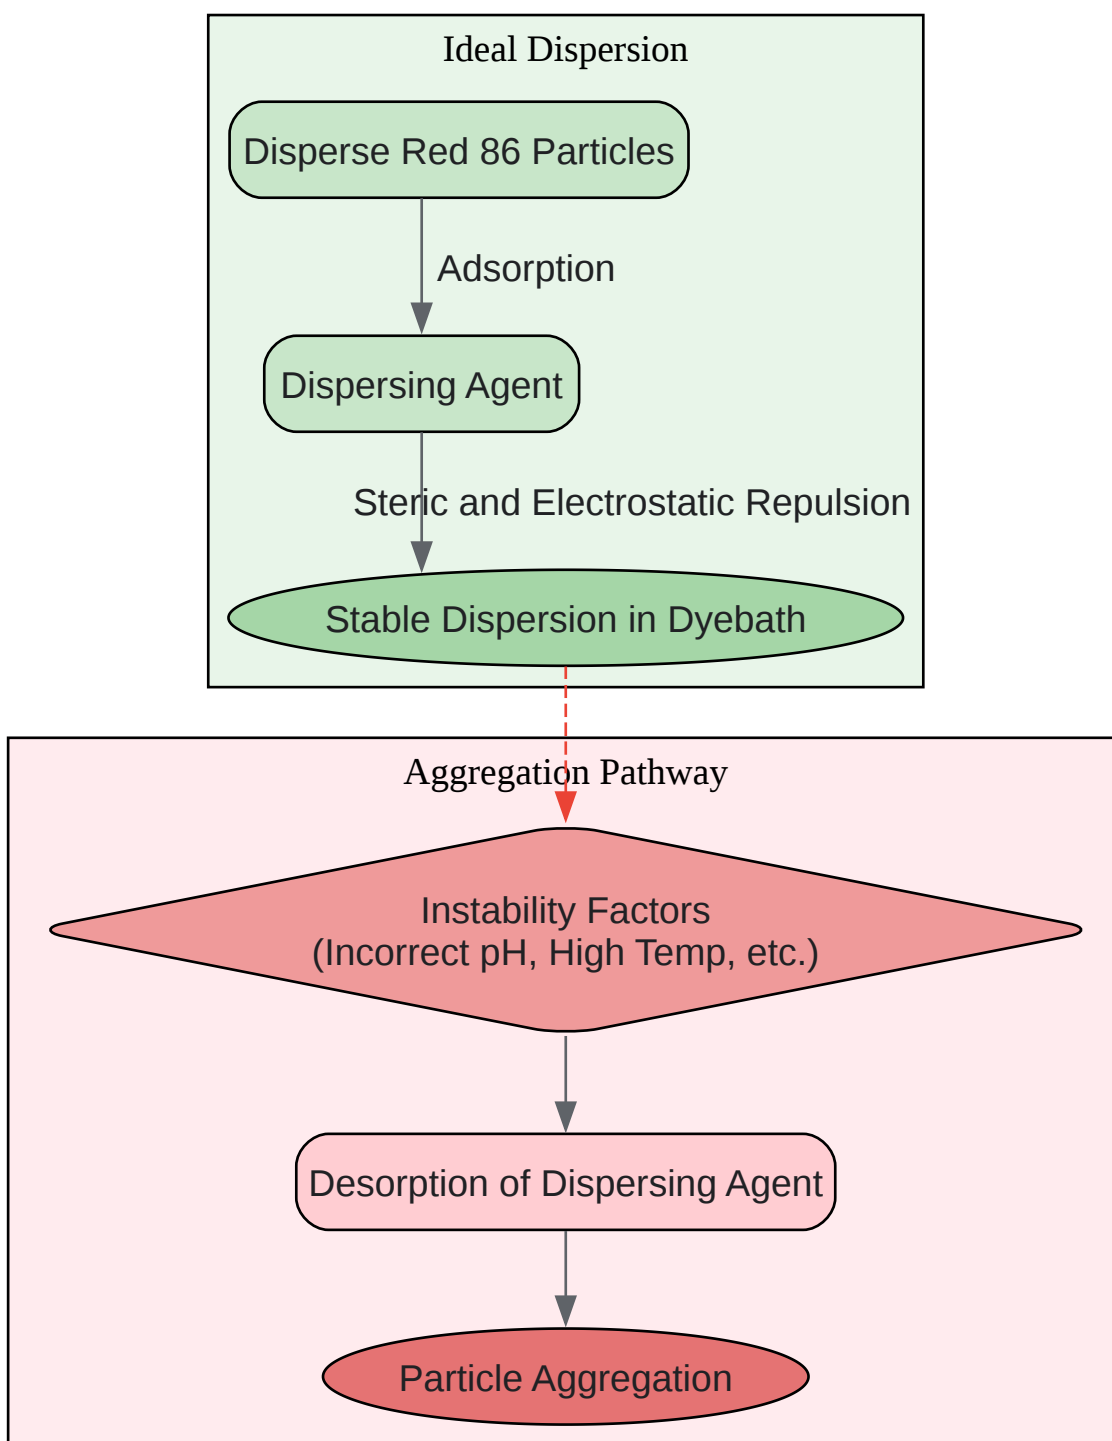 Ideal Dispersion
Disperse Red 86 Particles
Adsorption
Dispersing Agent
Steric and Electrostatic Repulsion
Stable Dispersion in Dyebath
Aggregation Pathway
Instability Factors
(Incorrect pH, High Temp, etc.)
Desorption of Dispersing Agent
Particle Aggregation